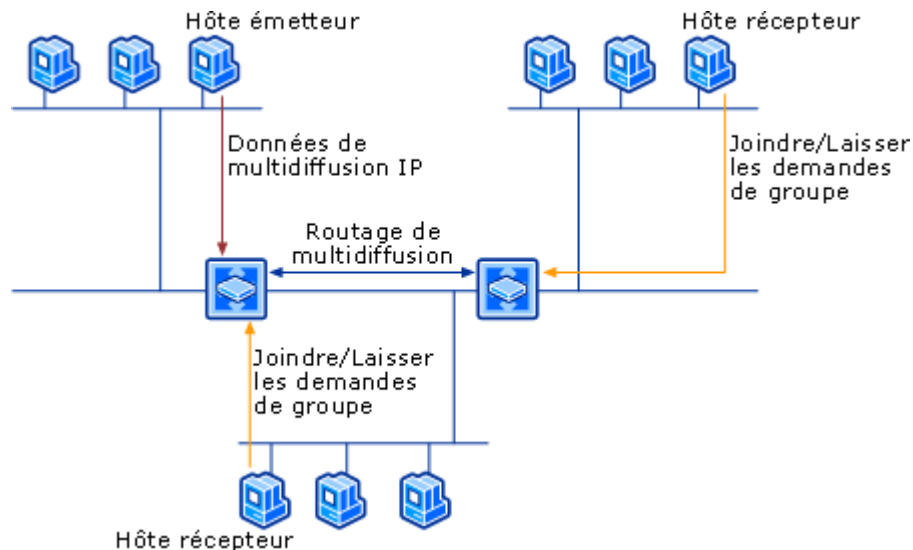 Hôte émetteur
Hôte récepteur
Données de
multidiffusion IP
Joindre/Laisser
les demandes
de groupe
Routage de
multidiffusion
Joindre/Laisser
les demandes
de groupe
Hôte récepteur